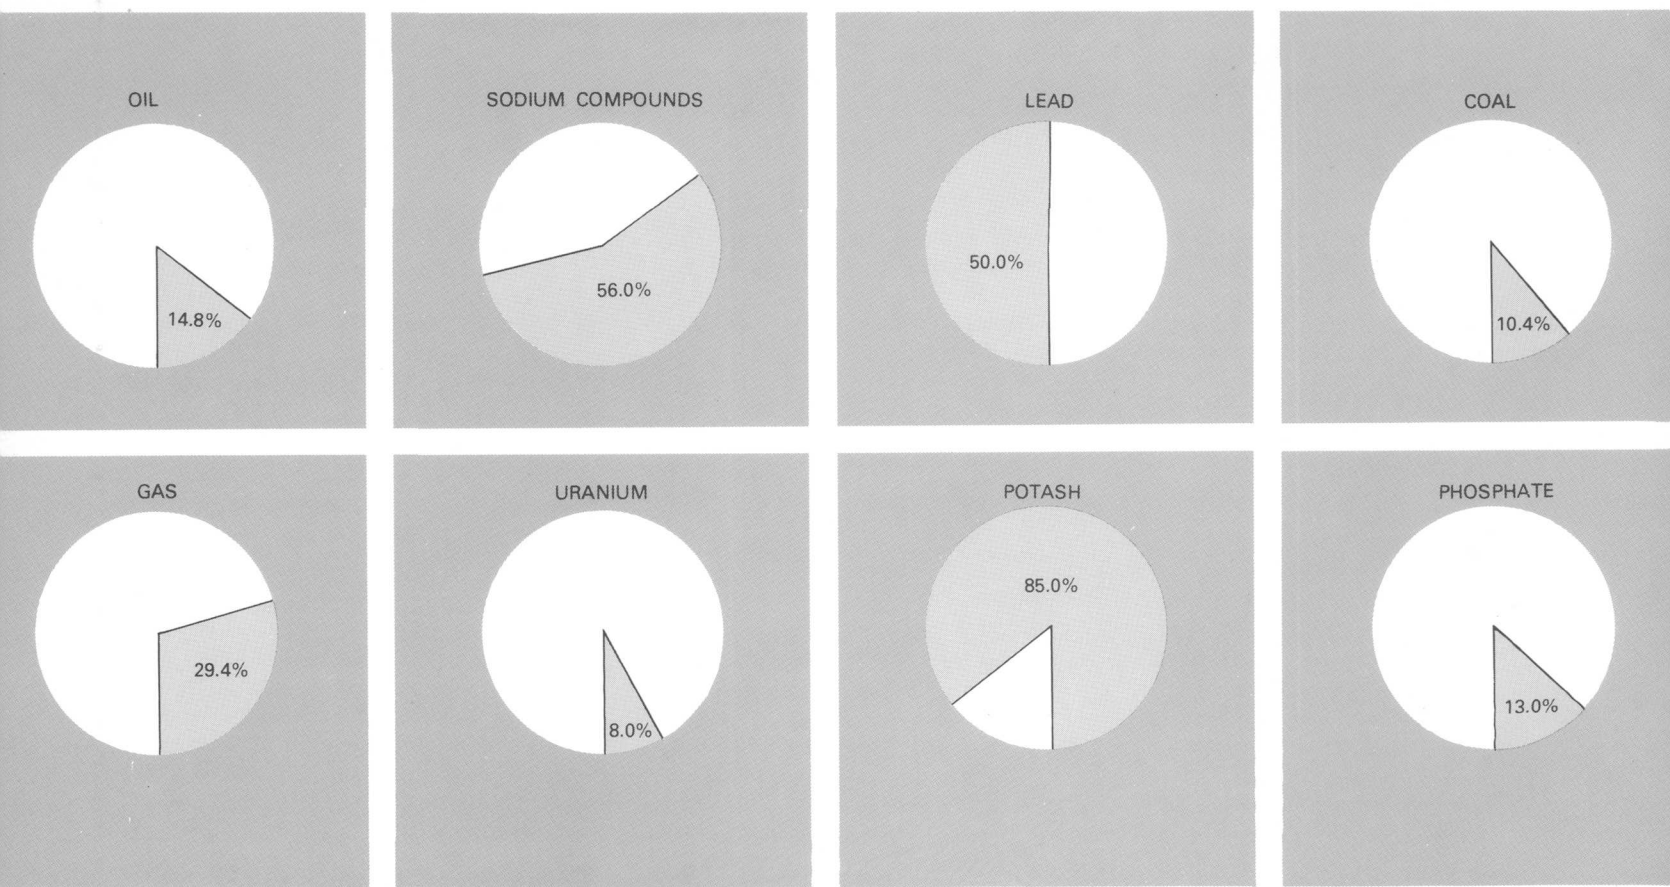 OIL
14.8%
SODIUM COMPOUNDS
56.0%
LEAD
50.0%
COAL
10.4%
GAS
29.4%
URANIUM
8.0%
POTASH
85.0%
PHOSPHATE
13.0%